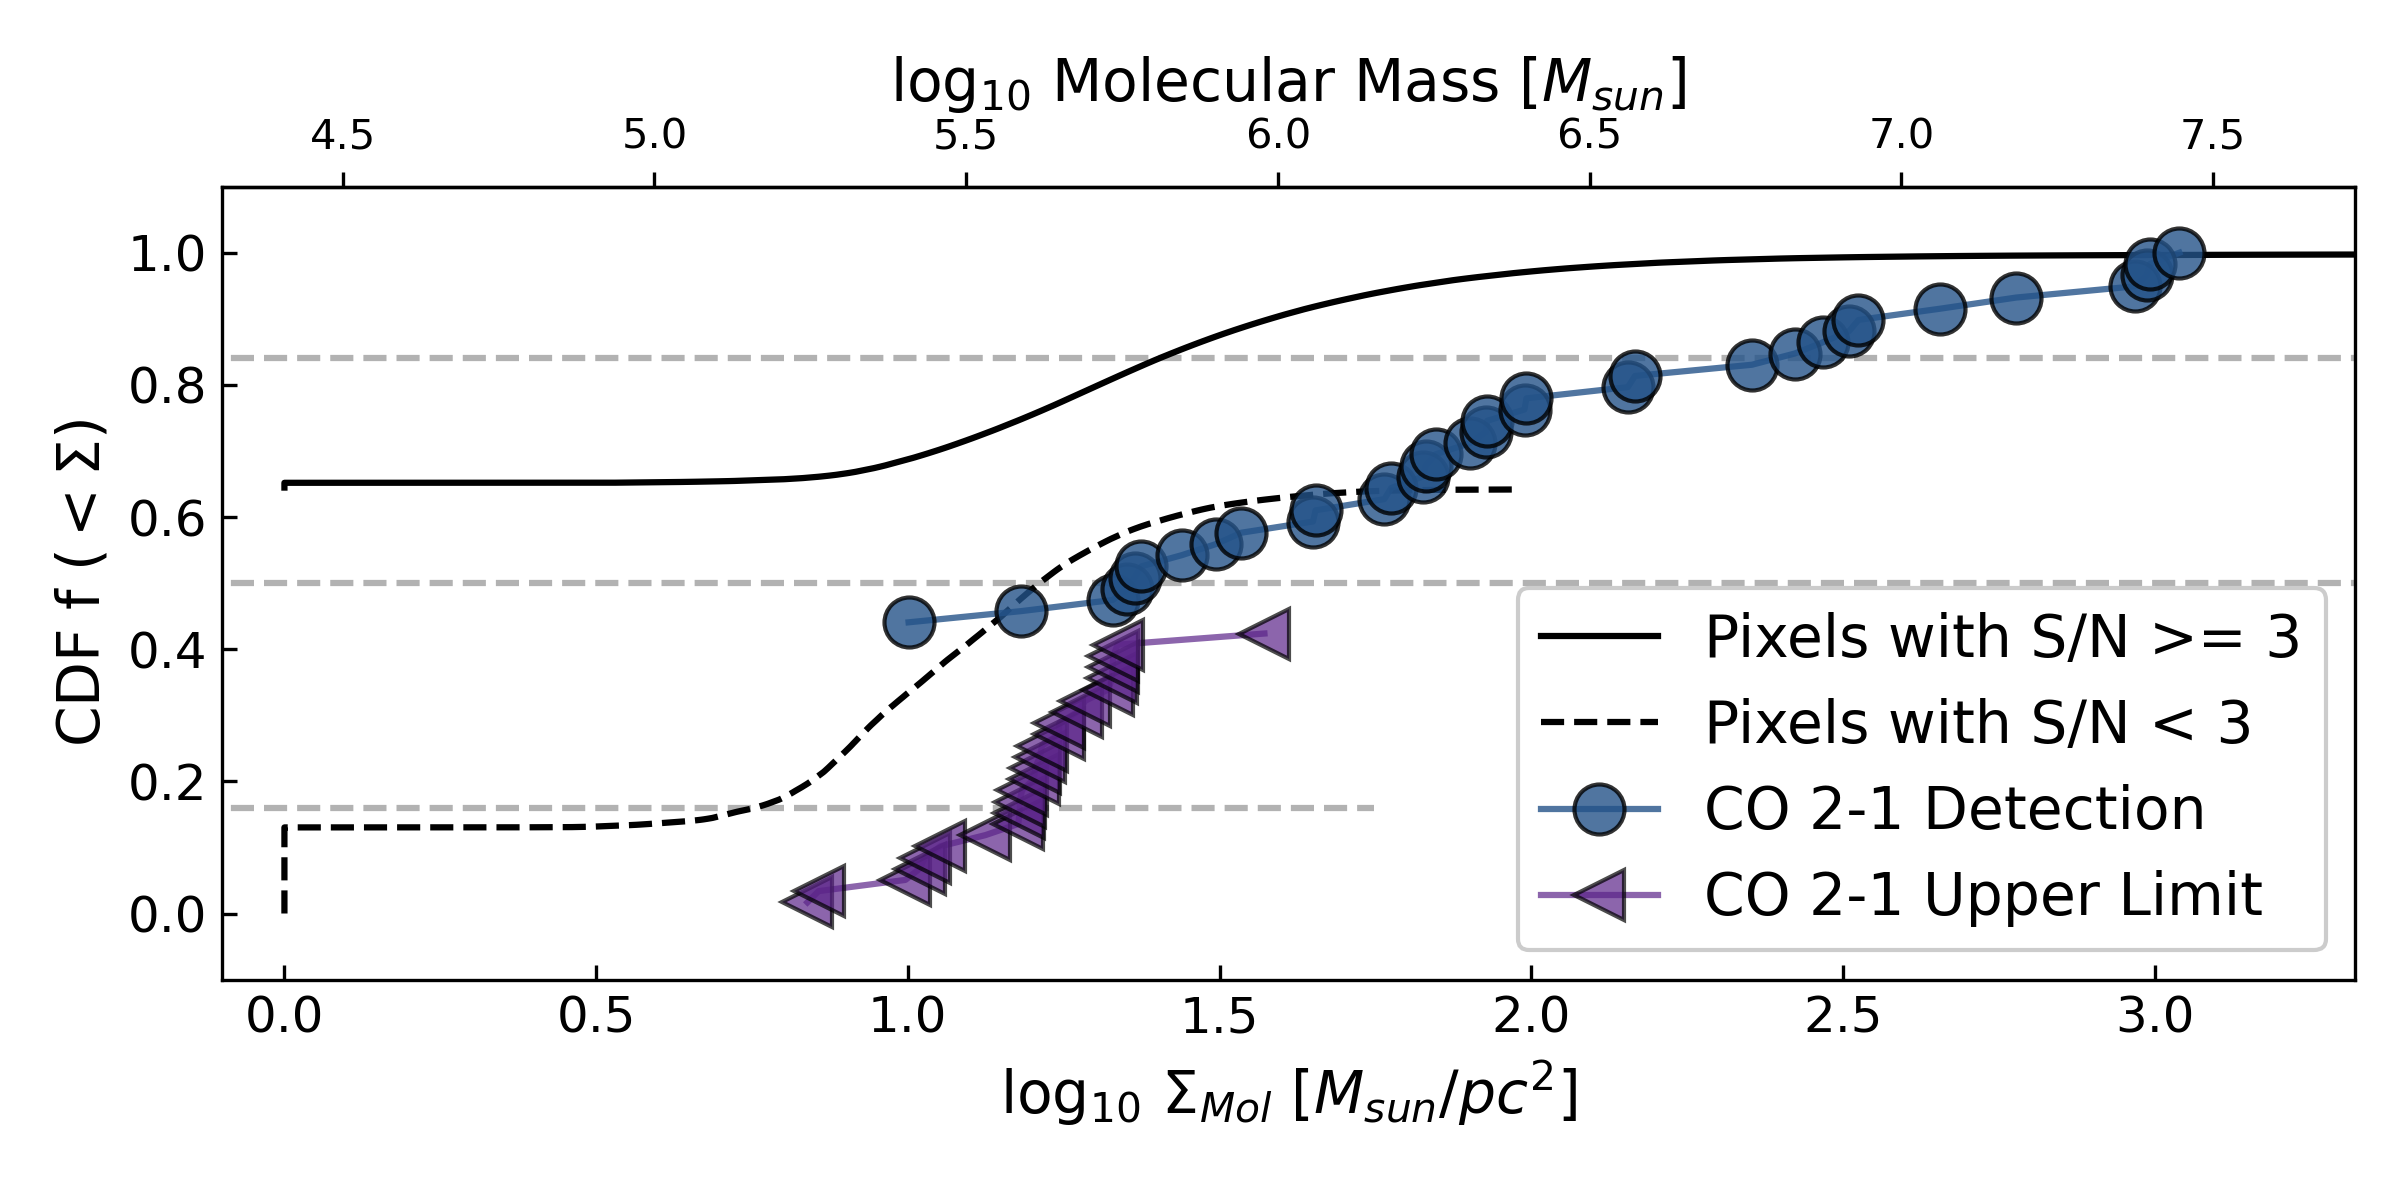 log₁₀ Molecular Mass [M_sun]
4.5 5.0 5.5 6.0 6.5 7.0 7.5
CDF f ( < Σ)
1.0
0.8
0.6
0.4
0.2
0.0
Pixels with S/N >= 3
Pixels with S/N < 3
CO 2-1 Detection
CO 2-1 Upper Limit
0.0 0.5 1.0 1.5 2.0 2.5 3.0
log₁₀ Σ_Mol [M_sun/pc²]